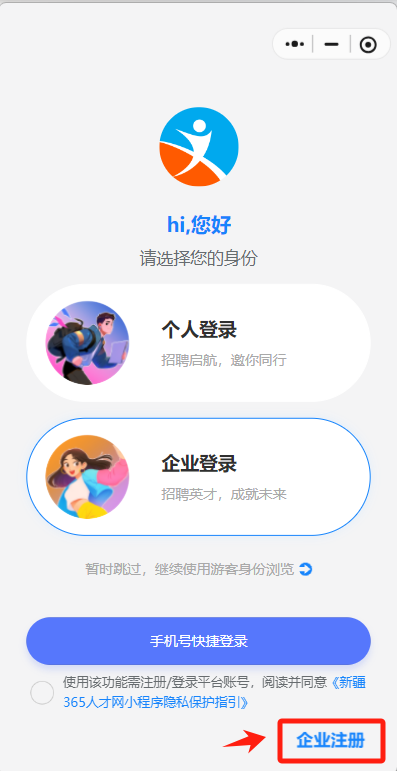 hi,您好
请选择您的身份
个人登录
招聘启航，邀你同行
企业登录
招聘英才，成就未来
暂时跳过，继续使用游客身份浏览
手机号快捷登录
使用该功能需注册/登录平台账号，阅读并同意《新疆
365人才网小程序隐私保护指引》
企业注册